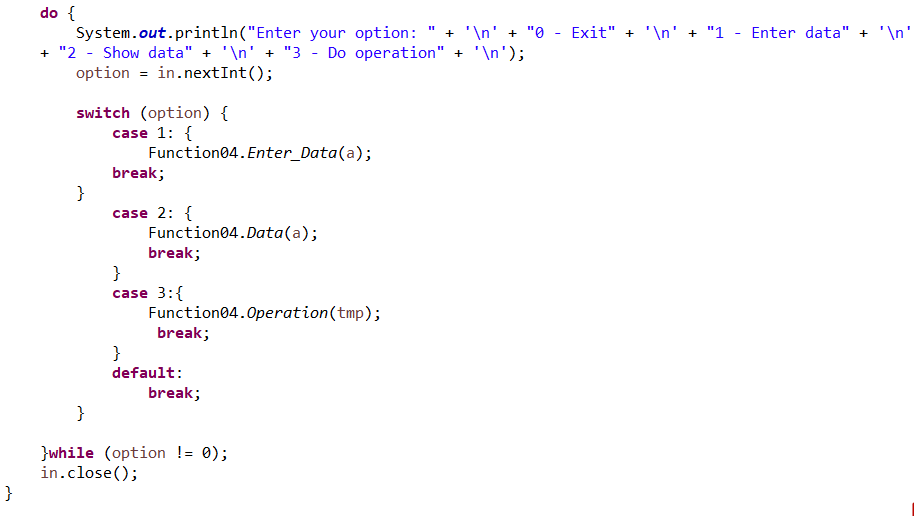 do {
System.out.println("Enter your option: " + '\n' + "0 - Exit" + '\n' + "1 - Enter data" + '\n'
+ "2 - Show data" + '\n' + "3 - Do operation" + '\n');
option = in.nextInt();
switch (option) {
case 1: {
Function04.Enter_Data(a);
break;
}
case 2: {
Function04.Data(a);
break;
}
case 3:{
Function04.Operation(tmp);
break;
}
default:
break;
}
}while (option != 0);
in.close();
}